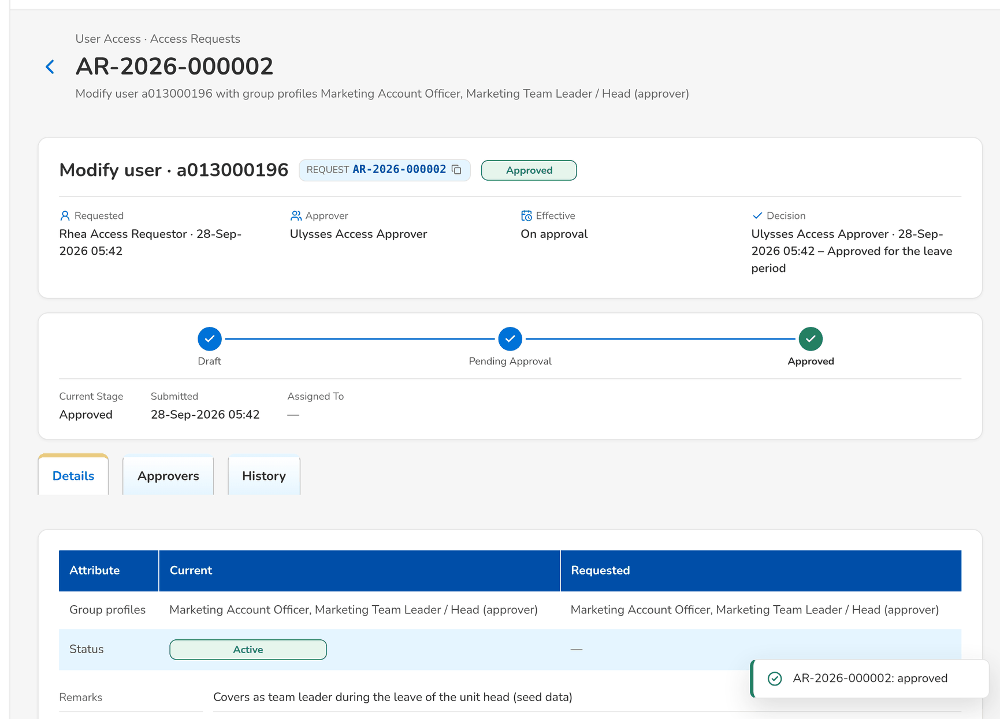 User Access · Access Requests
AR-2026-000002
Modify user a013000196 with group profiles Marketing Account Officer, Marketing Team Leader / Head (approver)
Modify user · a013000196
REQUEST AR-2026-000002
Approved
Requested
Rhea Access Requestor · 28-Sep-
2026 05:42
Approver
Ulysses Access Approver
Effective
On approval
Decision
Ulysses Access Approver · 28-Sep-
2026 05:42 – Approved for the leave
period
Draft
Pending Approval
Approved
Current Stage
Approved
Submitted
28-Sep-2026 05:42
Assigned To
—
Details
Approvers
History
Attribute
Current
Requested
Group profiles
Marketing Account Officer, Marketing Team Leader / Head (approver)
Marketing Account Officer, Marketing Team Leader / Head (approver)
Status
Active
—
AR-2026-000002: approved
Remarks
Covers as team leader during the leave of the unit head (seed data)